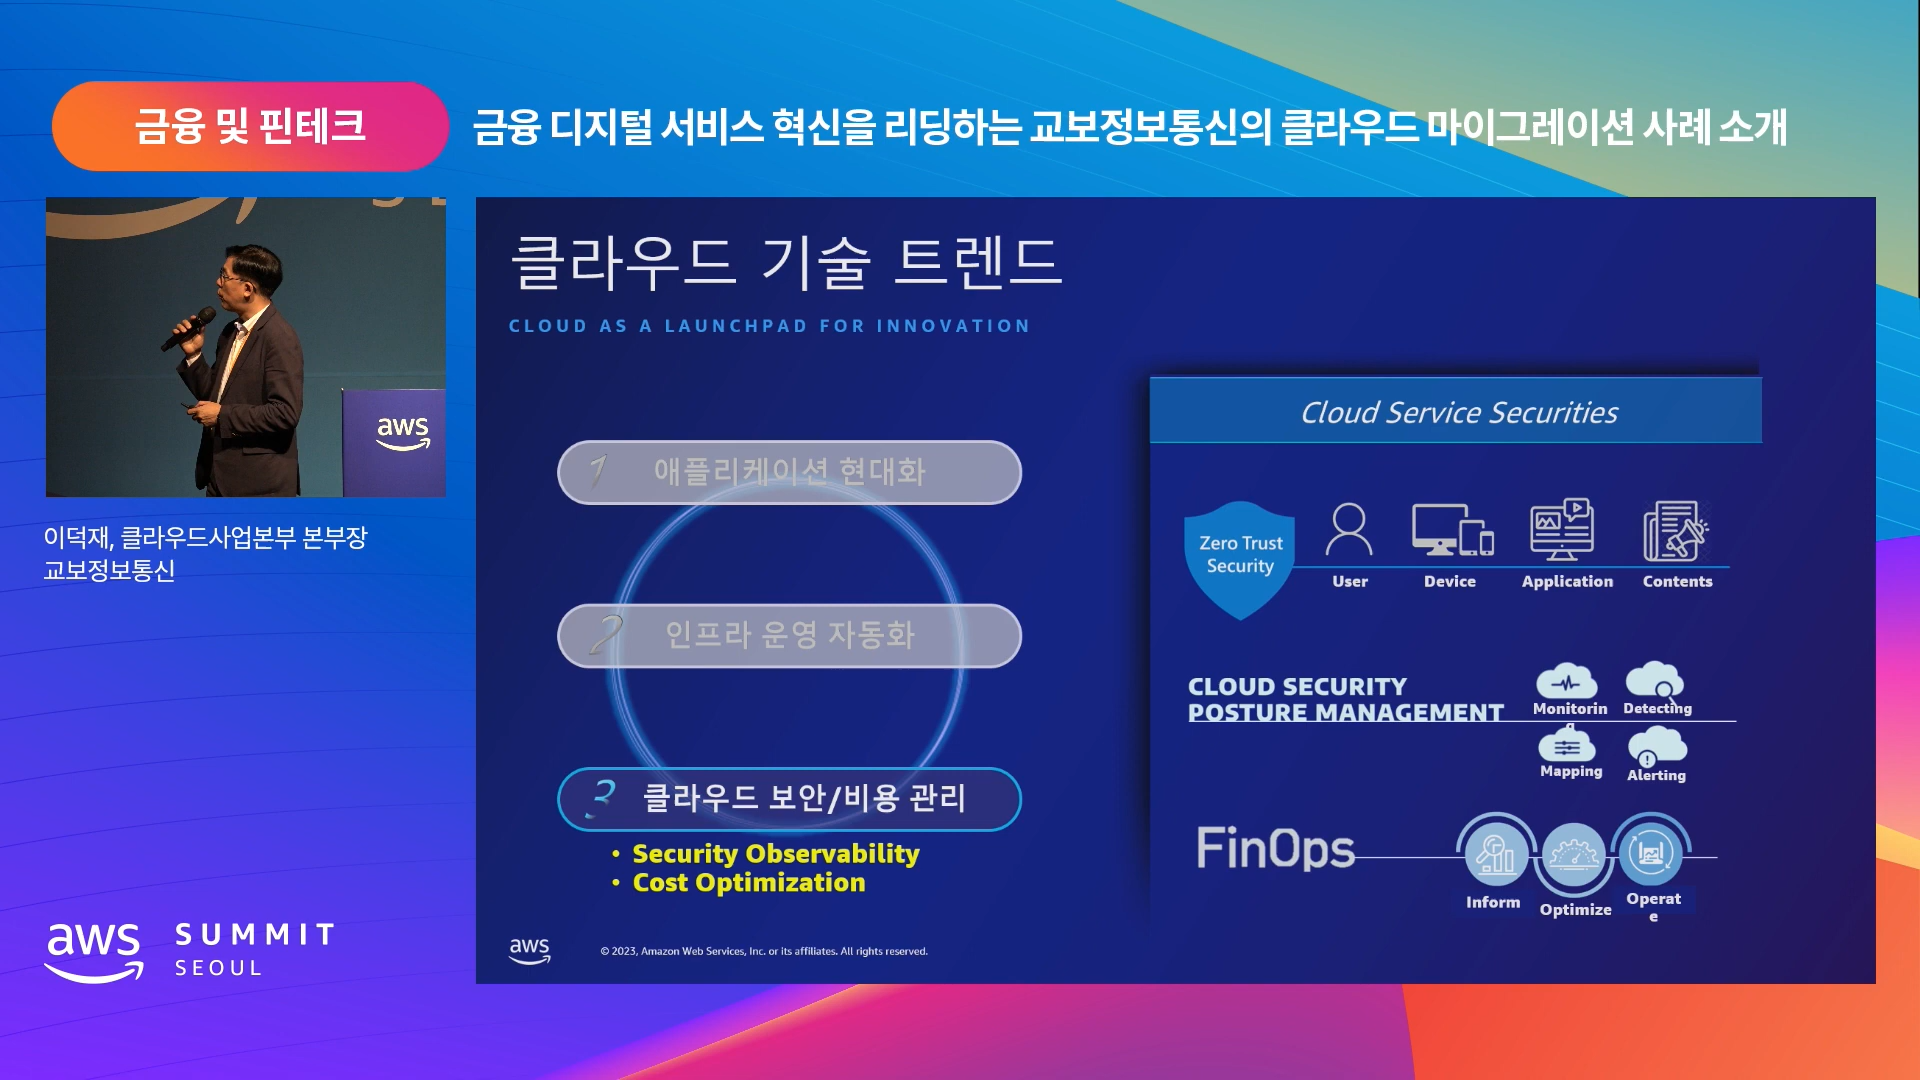 금융 및 핀테크
금융 디지털 서비스 혁신을 리딩하는 교보정보통신의 클라우드 마이그레이션 사례 소개
aws
이덕재, 클라우드사업본부 본부장
교보정보통신
aws SUMMIT
SEOUL
클라우드 기술 트렌드
CLOUD AS A LAUNCHPAD FOR INNOVATION
1 애플리케이션 현대화
2 인프라 운영 자동화
3 클라우드 보안/비용 관리
• Security Observability
• Cost Optimization
Cloud Service Securities
Zero Trust
Security
User Device Application Contents
CLOUD SECURITY
POSTURE MANAGEMENT
Monitorin Detecting
Mapping Alerting
FinOps
Inform Optimize Operat
e
aws
© 2023, Amazon Web Services, Inc. or its affiliates. All rights reserved.